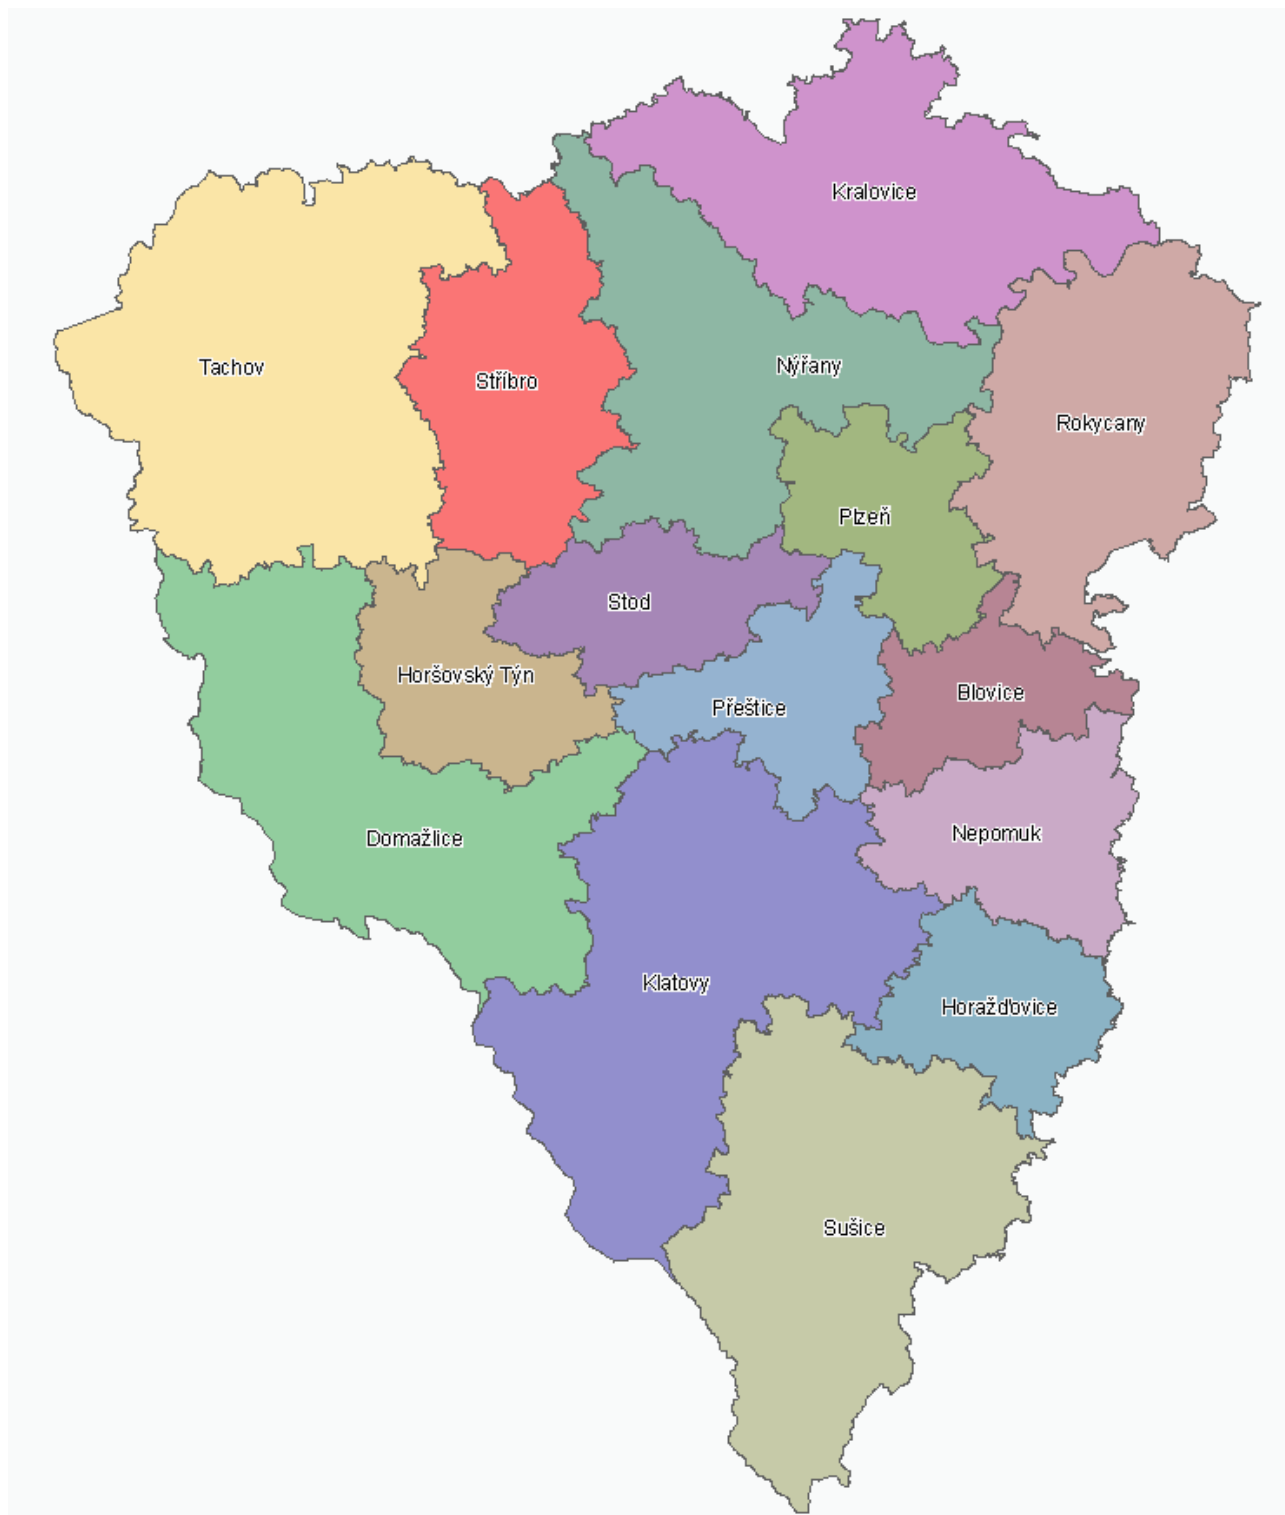 Kralovice
Tachov
Stříbro
Nýřany
Rokycany
Plzeň
Stod
Horšovský Týn
Přeštice
Blovice
Domažlice
Nepomuk
Klatovy
Horažďovice
Sušice